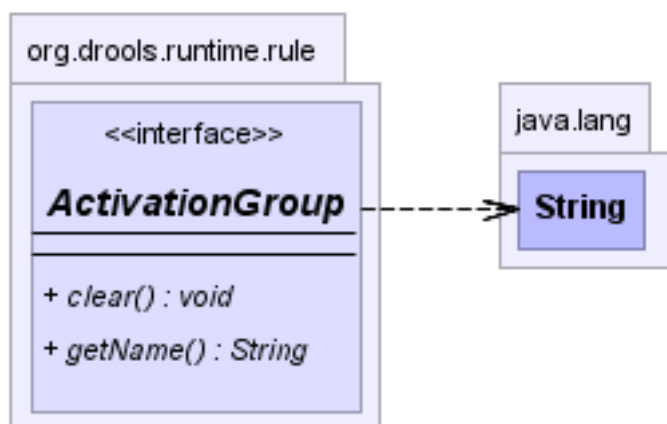 org.drools.runtime.rule
<<interface>>
ActivationGroup
+ clear() : void
+ getName() : String
java.lang
String